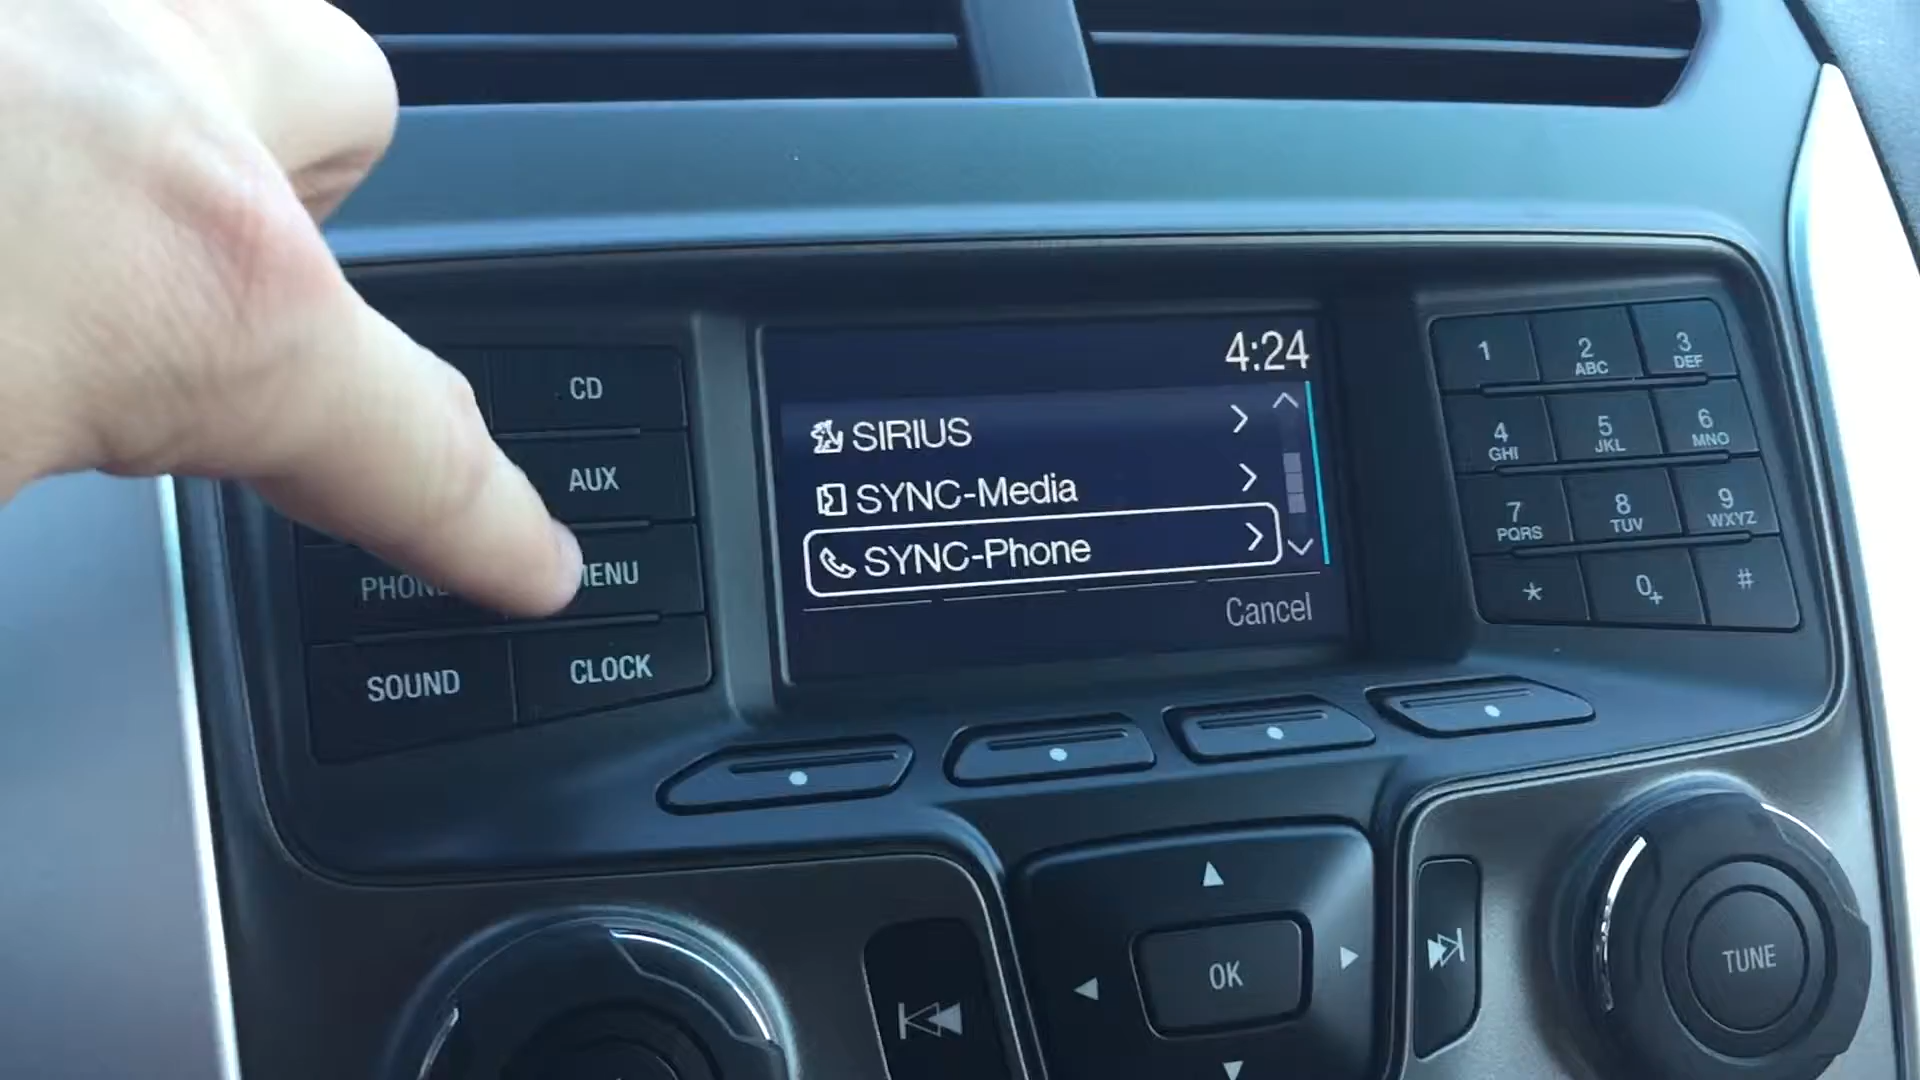 CD
AUX
PHONE
MENU
SOUND
CLOCK
4:24
SIRIUS
SYNC-Media
SYNC-Phone
Cancel
1
2
ABC
3
DEF
4
GHI
5
JKL
6
MNO
7
PQRS
8
TUV
9
WXYZ
*
0+
#
OK
TUNE